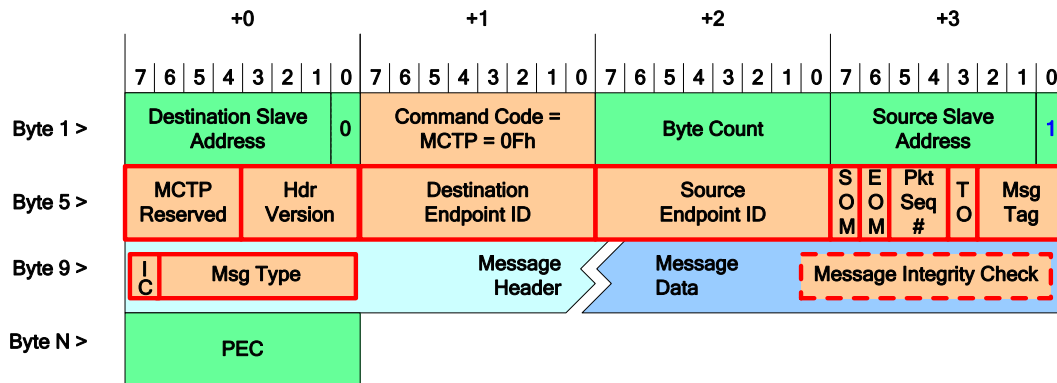 +0 +1 +2 +3
7 6 5 4 3 2 1 0 7 6 5 4 3 2 1 0 7 6 5 4 3 2 1 0 7 6 5 4 3 2 1 0
Byte 1 >
Destination Slave
Address
0
Command Code =
MCTP = 0Fh
Byte Count
Source Slave
Address
1
Byte 5 >
MCTP
Reserved
Hdr
Version
Destination
Endpoint ID
Source
Endpoint ID
S
O
M
E
O
M
Pkt
Seq
#
T
O
Msg
Tag
Byte 9 >
I
C
Msg Type
Message
Header
Message
Data
Message Integrity Check
Byte N >
PEC